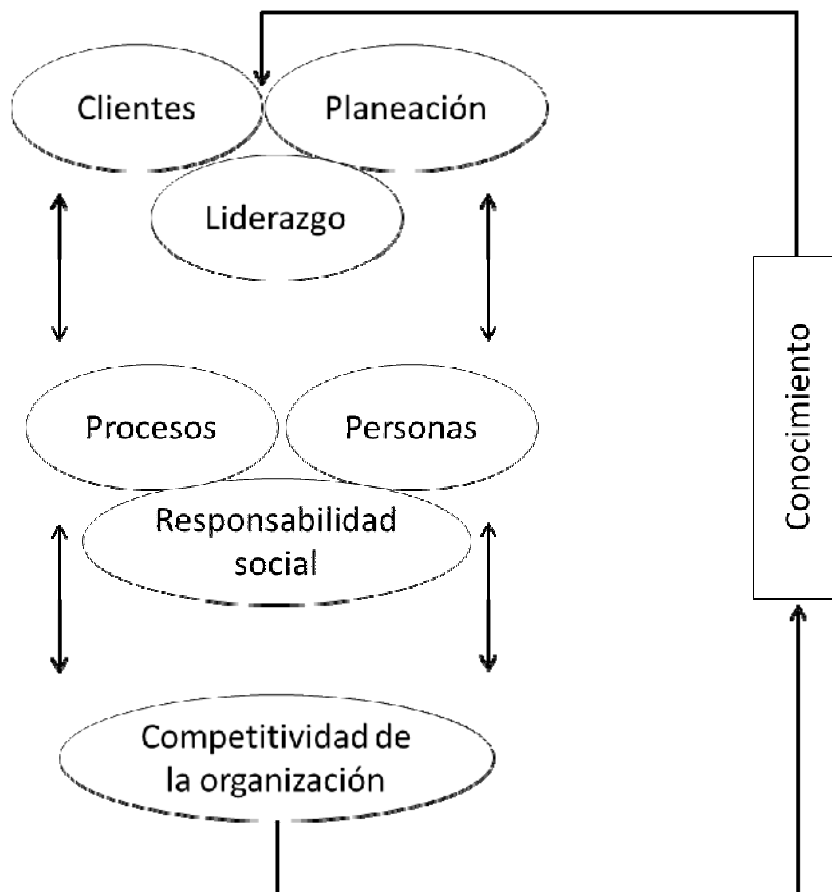 Clientes
Planeación
Liderazgo
Procesos
Personas
Responsabilidad
social
Competitividad de
la organización
Conocimiento